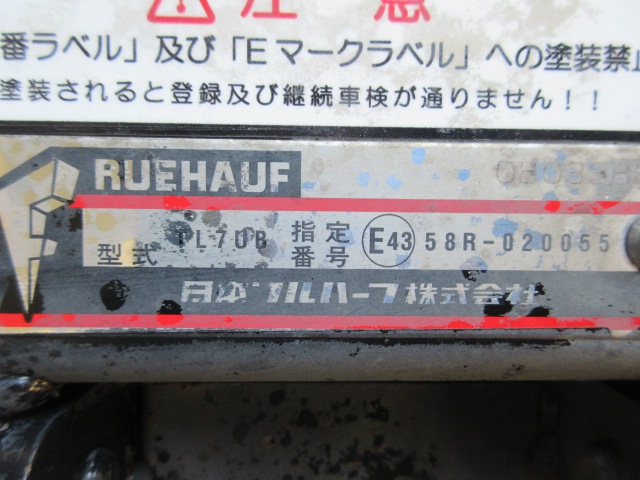 注意
番ラベル」及び「Eマークラベル」への塗装禁
塗装されると登録及び継続車検が通りません！！
RUEHAUF
型式 TL70B 指定番号 E43 58R-020055
日本フルハーフ株式会社